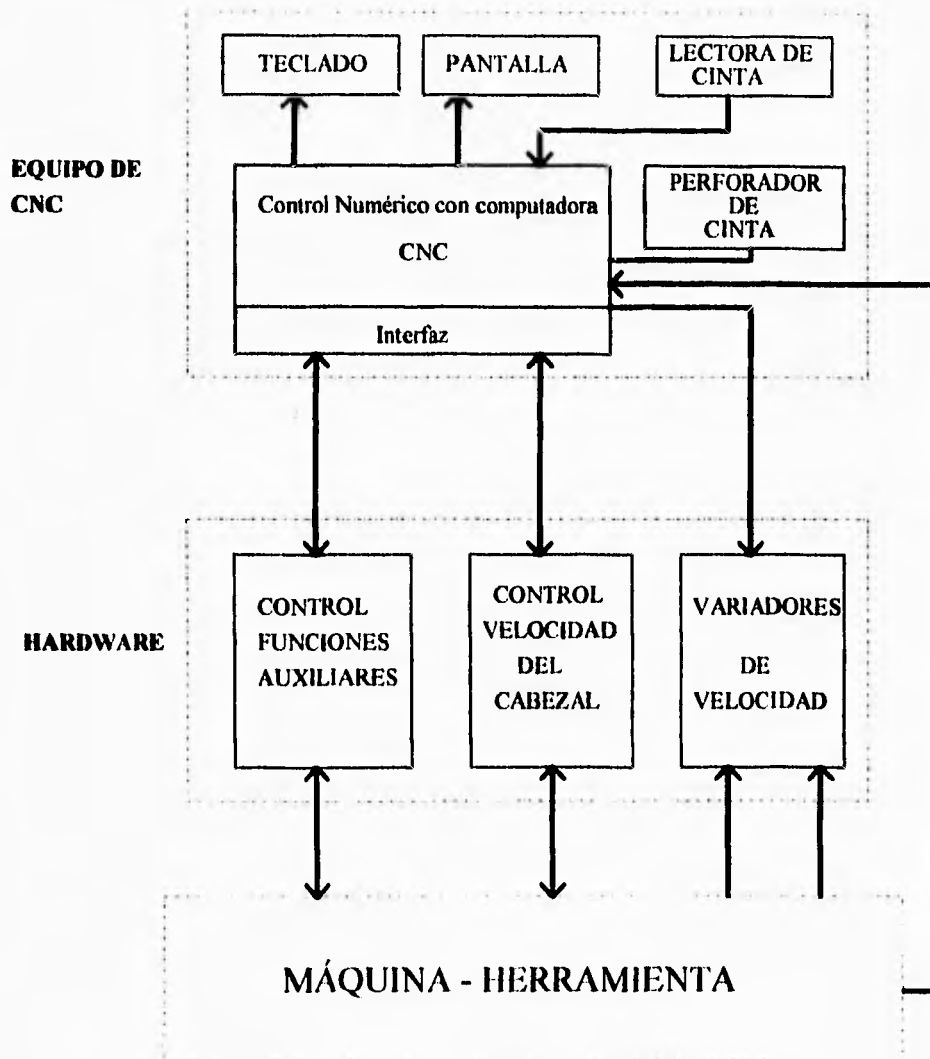 TECLADO
PANTALLA
LECTORA DE
CINTA
EQUIPO DE
CNC
PERFORADOR
DE
CINTA
Control Numérico con computadora
CNC
Interfaz
HARDWARE
CONTROL
FUNCIONES
AUXILIARES
CONTROL
VELOCIDAD
DEL
CABEZAL
VARIADORES
DE
VELOCIDAD
MÁQUINA - HERRAMIENTA